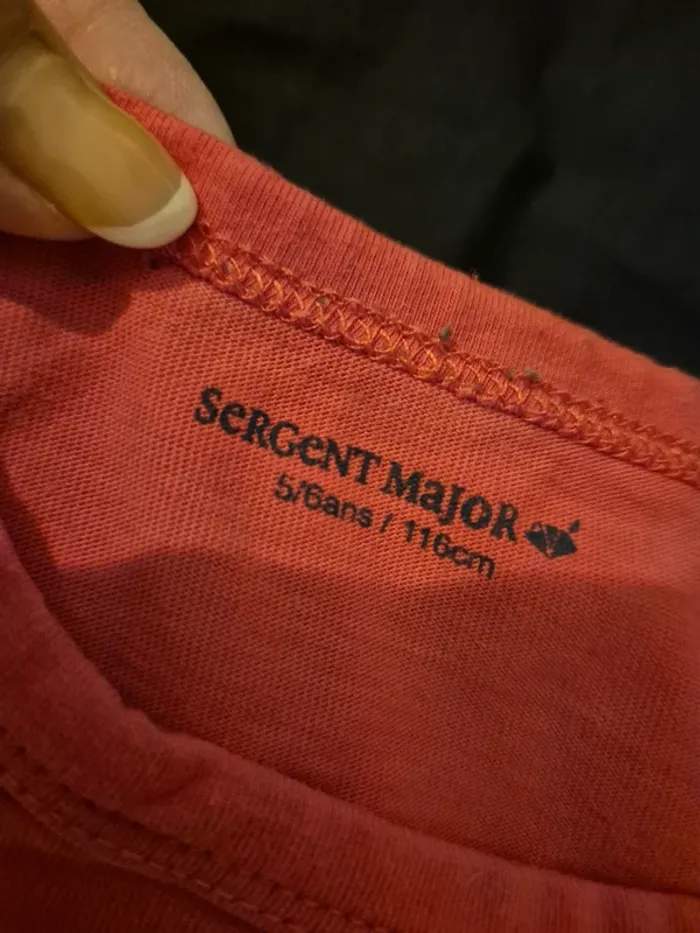 SeRGeNT MaJoR
5/6ans / 116cm